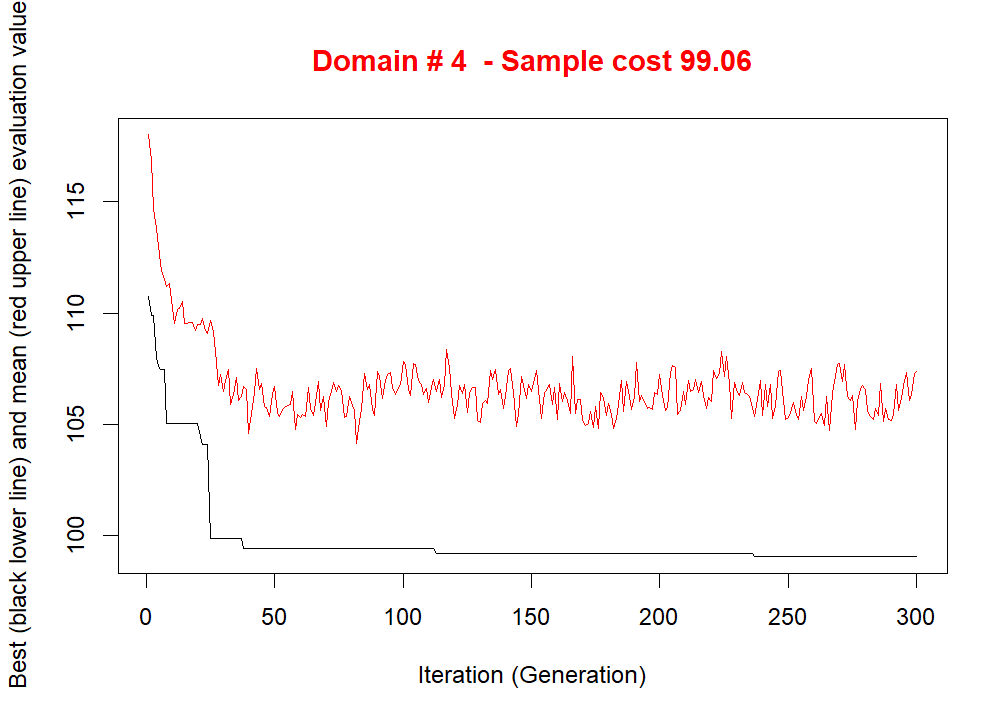 Domain # 4  - Sample cost 99.06
Best (black lower line) and mean (red upper line) evaluation value
115
110
105
100
0 50 100 150 200 250 300
Iteration (Generation)